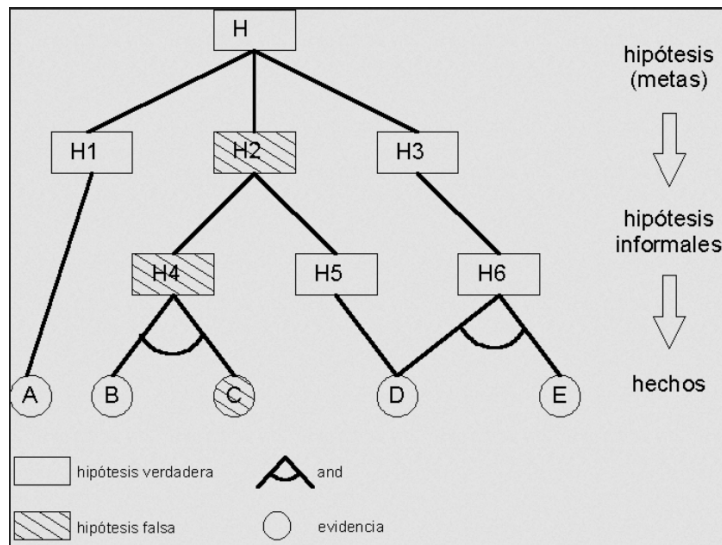 H
hipótesis
(metas)
H1
H2
H3
hipótesis
informales
H4
H5
H6
A
B
C
D
E
hechos
hipótesis verdadera
and
hipótesis falsa
evidencia